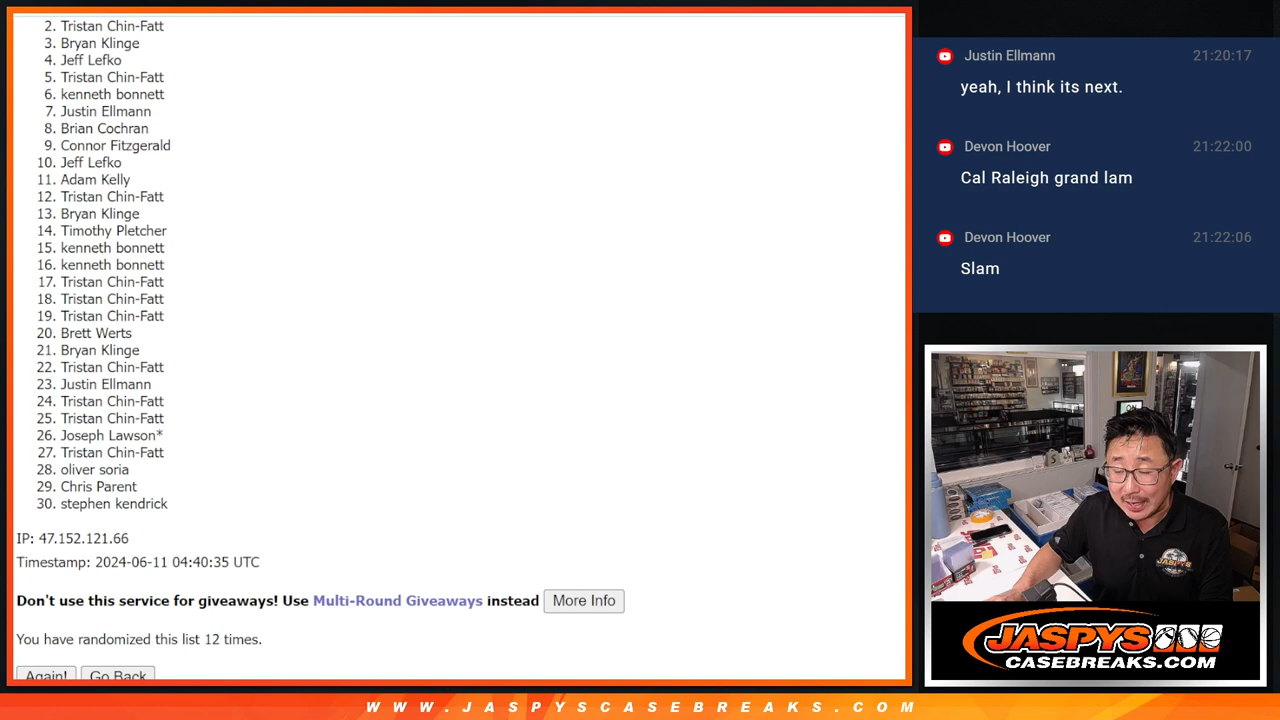 2. Tristan Chin-Fatt
3. Bryan Klinge
4. Jeff Lefko
5. Tristan Chin-Fatt
6. kenneth bonnett
7. Justin Ellmann
8. Brian Cochran
9. Connor Fitzgerald
10. Jeff Lefko
11. Adam Kelly
12. Tristan Chin-Fatt
13. Bryan Klinge
14. Timothy Pletcher
15. kenneth bonnett
16. kenneth bonnett
17. Tristan Chin-Fatt
18. Tristan Chin-Fatt
19. Tristan Chin-Fatt
20. Brett Werts
21. Bryan Klinge
22. Tristan Chin-Fatt
23. Justin Ellmann
24. Tristan Chin-Fatt
25. Tristan Chin-Fatt
26. Joseph Lawson*
27. Tristan Chin-Fatt
28. oliver soria
29. Chris Parent
30. stephen kendrick
IP: 47.152.121.66
Timestamp: 2024-06-11 04:40:35 UTC
Don't use this service for giveaways! Use Multi-Round Giveaways instead More Info
You have randomized this list 12 times.
Again! Go Back
Justin Ellmann 21:20:17
yeah, I think its next.
Devon Hoover 21:22:00
Cal Raleigh grand lam
Devon Hoover 21:22:06
Slam
JASPYS
CASEBREAKS.COM
WWW.JASPYSCASEBREAKS.COM